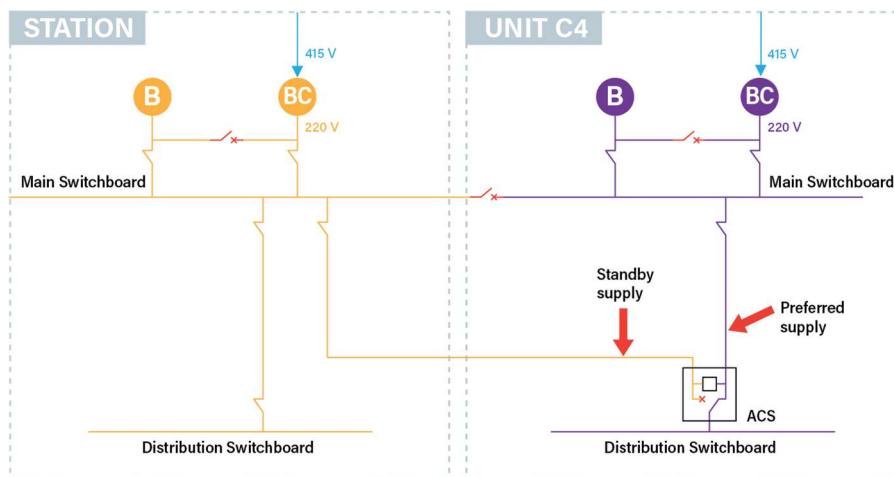 STATION
UNIT C4
415 V
415 V
B
BC
B
BC
220 V
220 V
Main Switchboard
Main Switchboard
Standby
supply
Preferred
supply
ACS
Distribution Switchboard
Distribution Switchboard